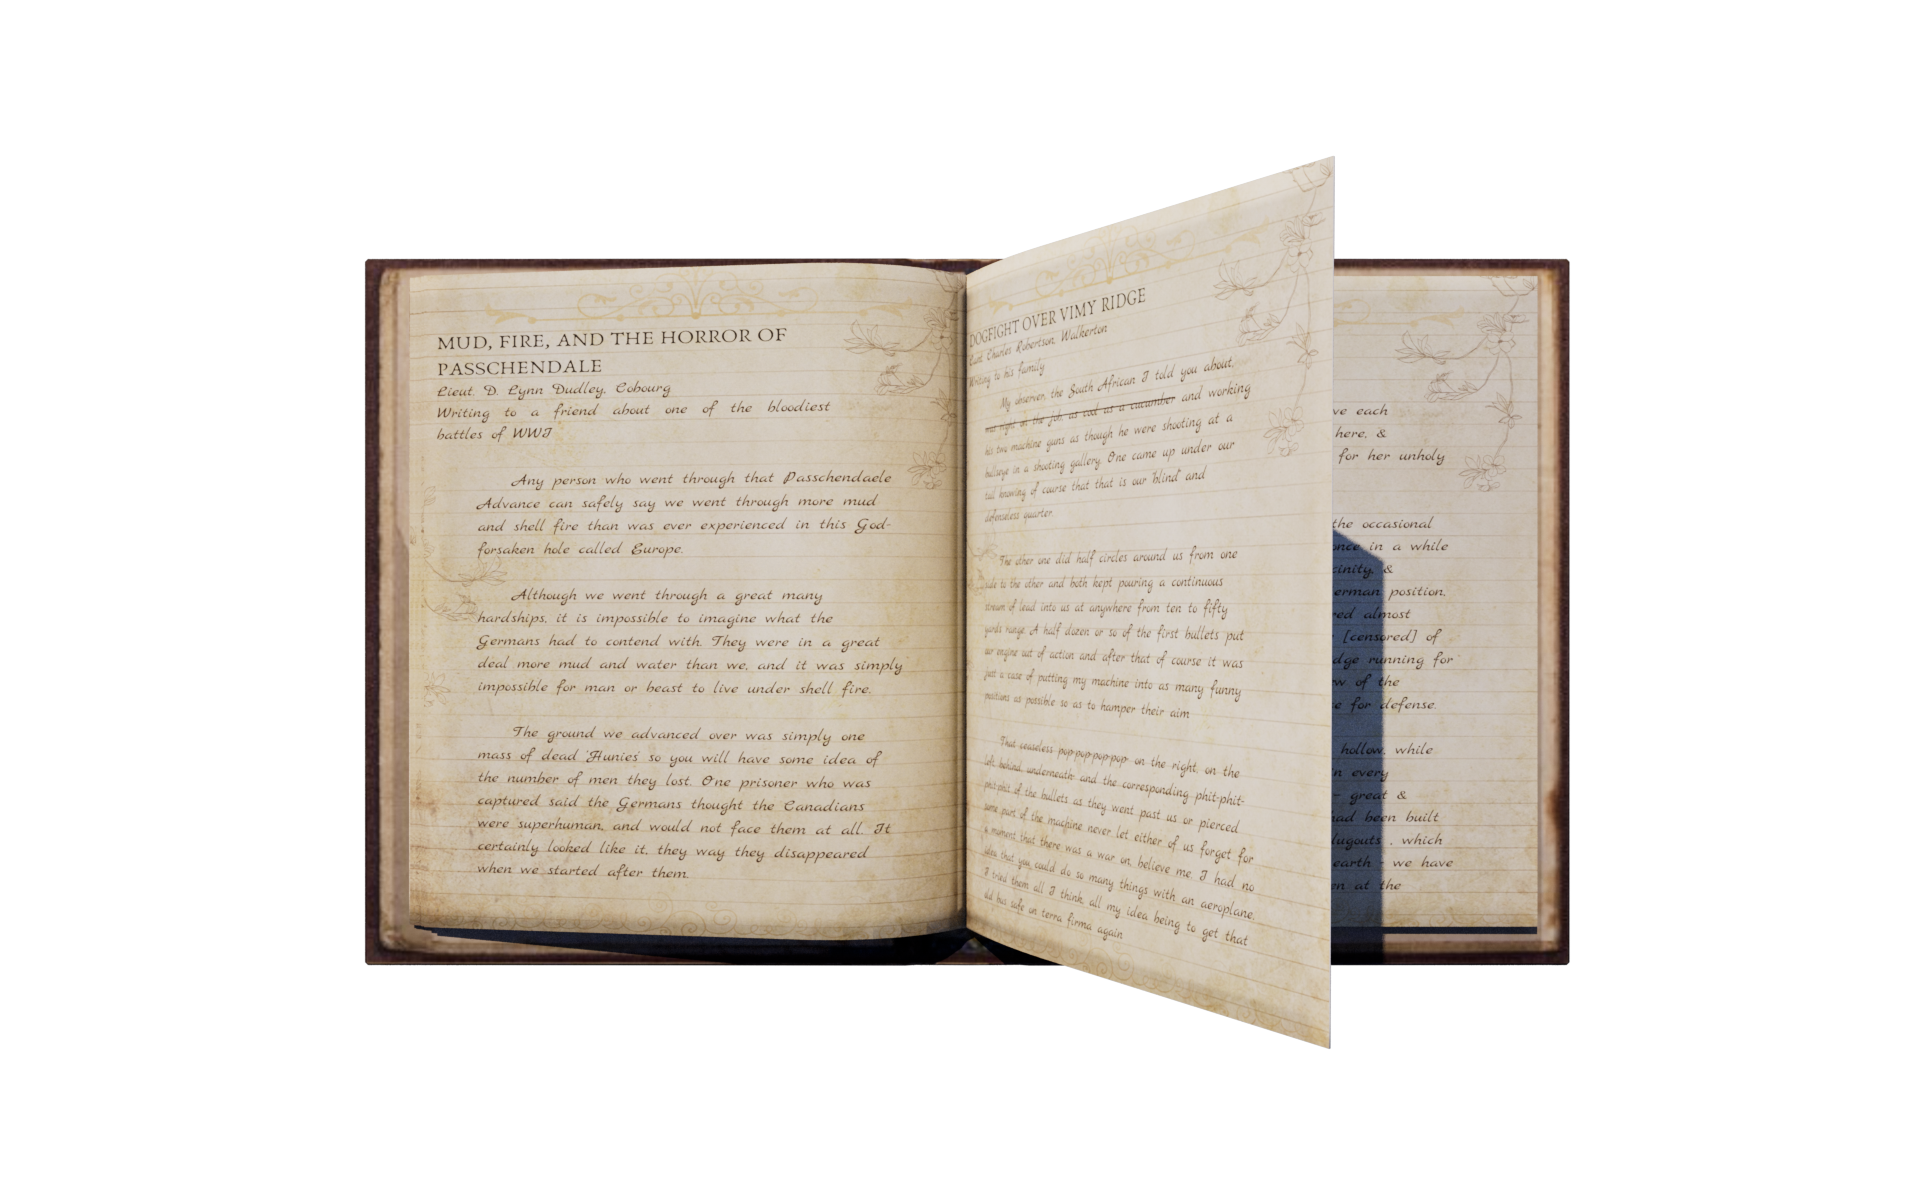 MUD, FIRE, AND THE HORROR OF
PASSCHENDALE
Lieut. D. Lynn Dudley, Cobourg
Writing to a friend about one of the bloodiest
battles of WWI
Any person who went through that Passchendaele
Advance can safely say we went through more mud
and shell fire than was ever experienced in this God-
forsaken hole called Europe.
Although we went through a great many
hardships, it is impossible to imagine what the
Germans had to contend with. They were in a great
deal more mud and water than we, and it was simply
impossible for man or beast to live under shell fire.
The ground we advanced over was simply one
mass of dead 'Hunies' so you will have some idea of
the number of men they lost. One prisoner who was
captured said the Germans thought the Canadians
were superhuman, and would not face them at all. It
certainly looked like it, they way they disappeared
when we started after them.
DOGFIGHT OVER VIMY RIDGE
Lieut. Charles Robertson, Walkerton
Writing to his family
My observer, the South African I told you about,
was right on the job, as cool as a cucumber and working
his two machine guns as though he were shooting at a
bullseye in a shooting gallery. One came up under our
tail knowing of course that that is our 'blind' and
defenseless quarter.
The other one did half circles around us from one
side to the other and both kept pouring a continuous
stream of lead into us at anywhere from ten to fifty
yards range. A half dozen or so of the first bullets put
our engine out of action and after that of course it was
just a case of putting my machine into as many funny
positions as possible so as to hamper their aim
That ceaseless pop-pop-pop-pop-pop on the right, on the
left, behind, underneath and the corresponding phit-phit-
phit-phit of the bullets as they went past us or pierced
some part of the machine never let either of us forget for
a moment that there was a war on, believe me. I had no
idea that you could do so many things with an aeroplane.
I tried them all I think, all my idea being to get that
old bus safe on terra firma again
ve each
here, &
for her unholy
the occasional
once in a while
cinity, &
erman position,
red almost
[censored] of
dge running for
w of the
e for defense.
hollow, while
n every
- great &
had been built
dugouts , which
earth - we have
en at the